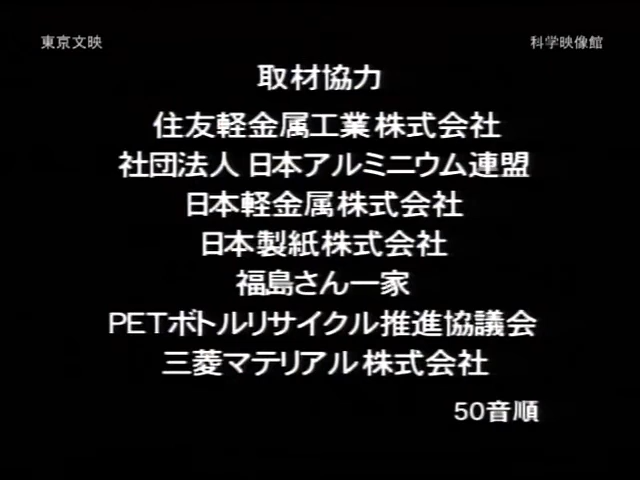 東京文映
科学映像館
取材協力
住友軽金属工業株式会社
社団法人 日本アルミニウム連盟
日本軽金属株式会社
日本製紙株式会社
福島さん一家
PETボトルリサイクル推進協議会
三菱マテリアル株式会社
50音順